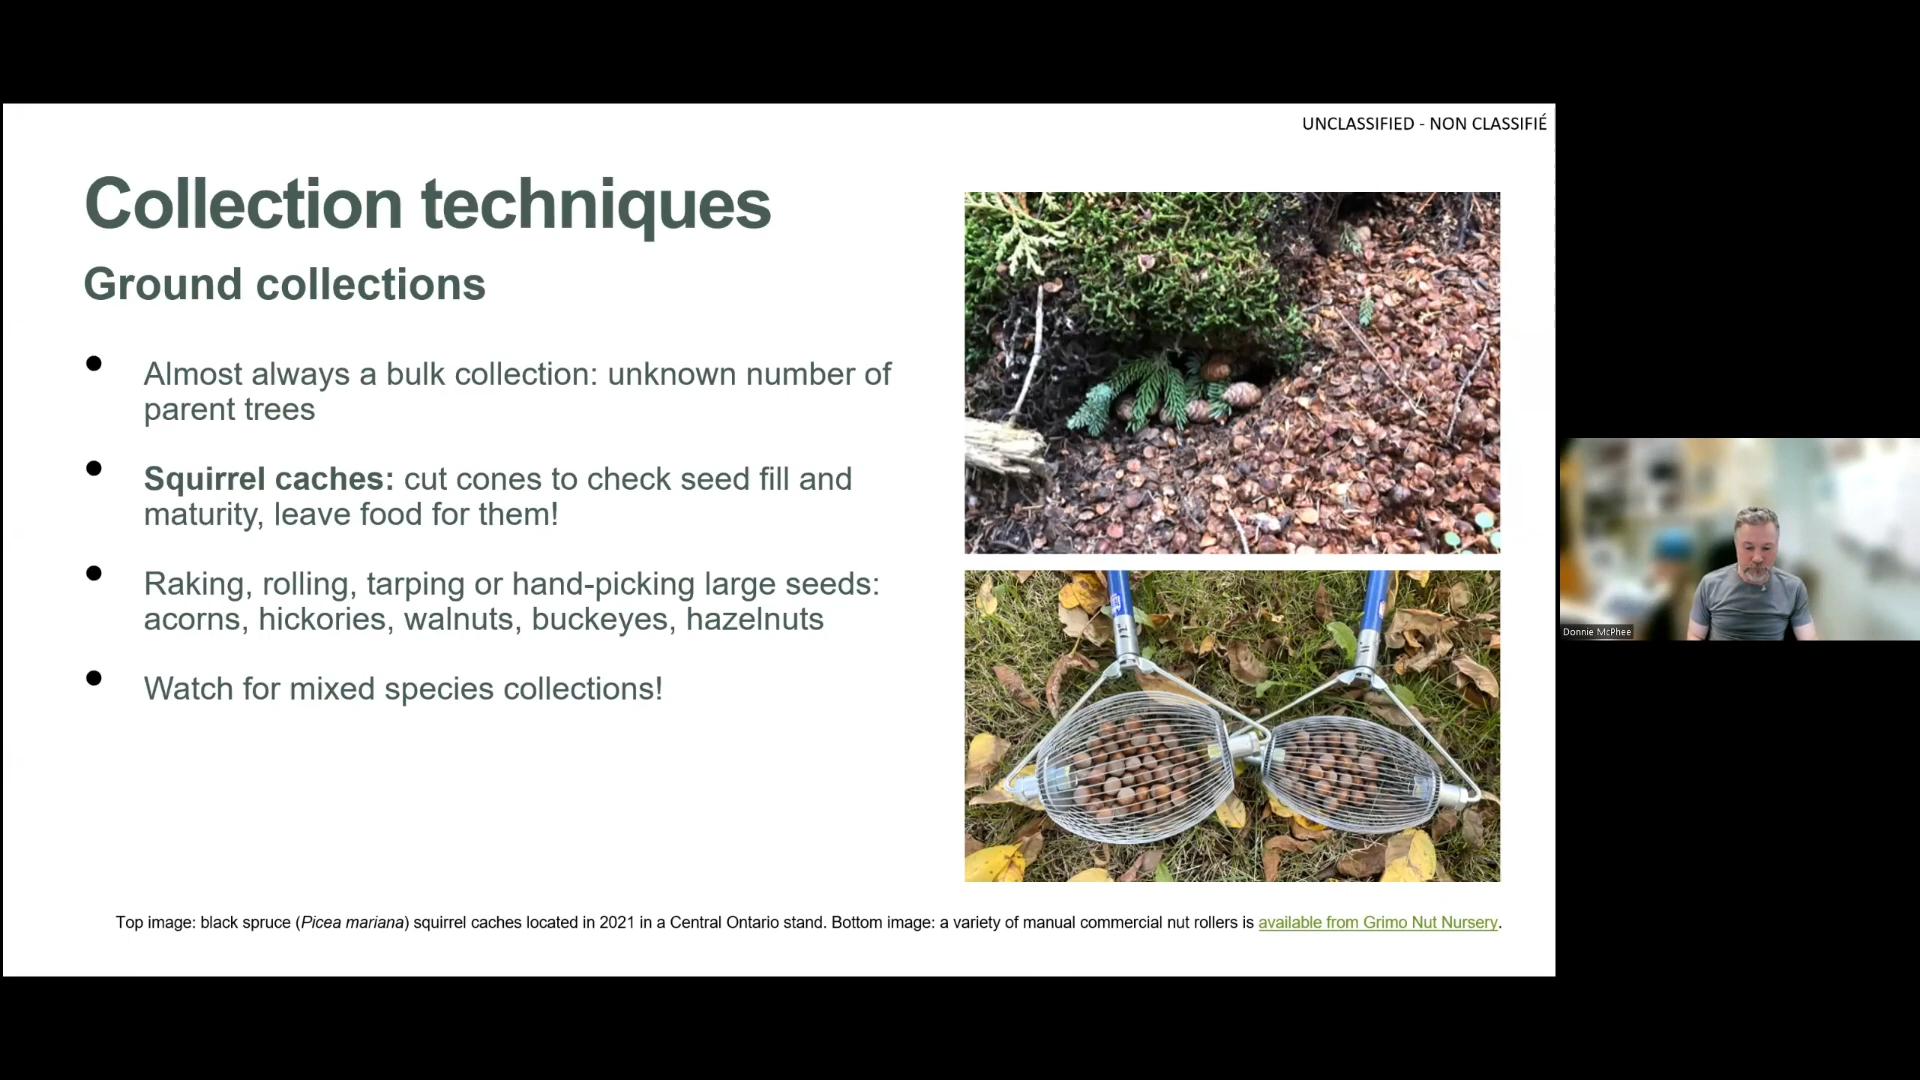 UNCLASSIFIED - NON CLASSIFIÉ
Collection techniques
Ground collections
• Almost always a bulk collection: unknown number of
parent trees
• Squirrel caches: cut cones to check seed fill and
maturity, leave food for them!
• Raking, rolling, tarping or hand-picking large seeds:
acorns, hickories, walnuts, buckeyes, hazelnuts
• Watch for mixed species collections!
Top image: black spruce (Picea mariana) squirrel caches located in 2021 in a Central Ontario stand. Bottom image: a variety of manual commercial nut rollers is available from Grimo Nut Nursery.
Donnie McPhee